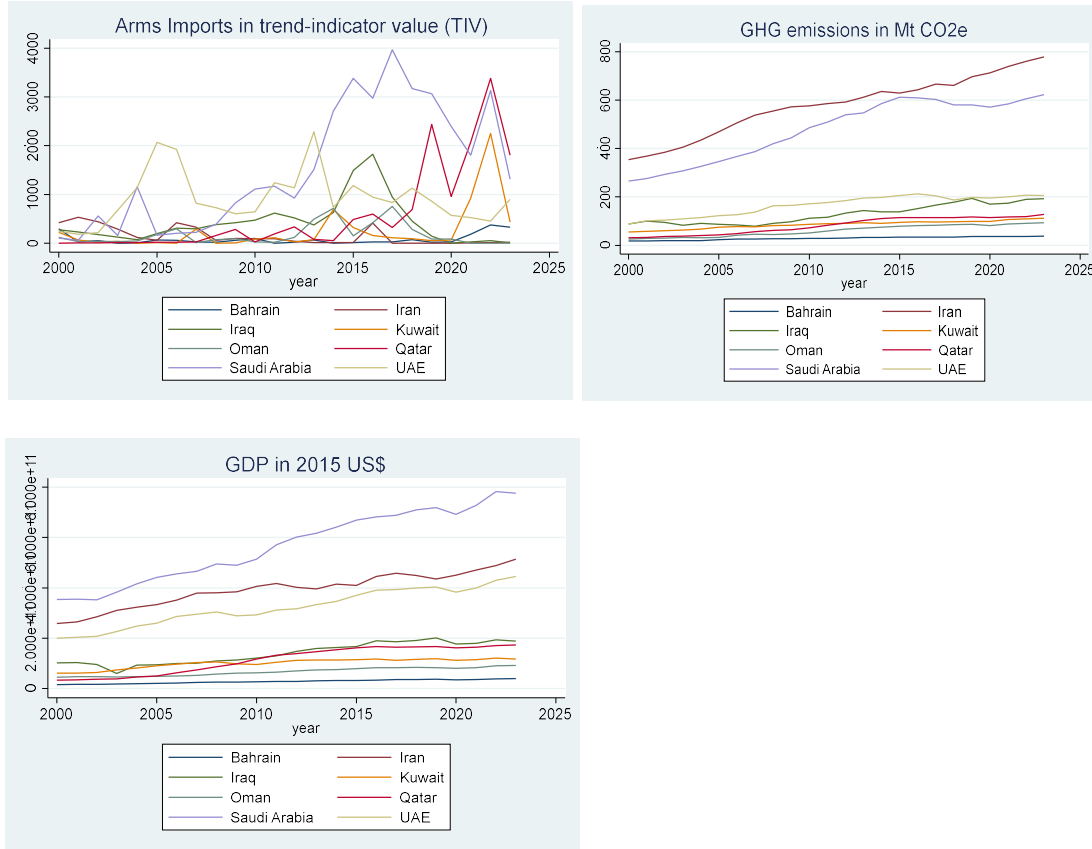 Arms Imports in trend-indicator value (TIV)
4000
3000
2000
1000
0
2000 2005 2010 2015 2020 2025
year
Bahrain Iran
Iraq Kuwait
Oman Qatar
Saudi Arabia UAE
GHG emissions in Mt CO2e
800
600
400
200
0
2000 2005 2010 2015 2020 2025
year
Bahrain Iran
Iraq Kuwait
Oman Qatar
Saudi Arabia UAE
GDP in 2015 US$
0
2000 2005 2010 2015 2020 2025
year
Bahrain Iran
Iraq Kuwait
Oman Qatar
Saudi Arabia UAE